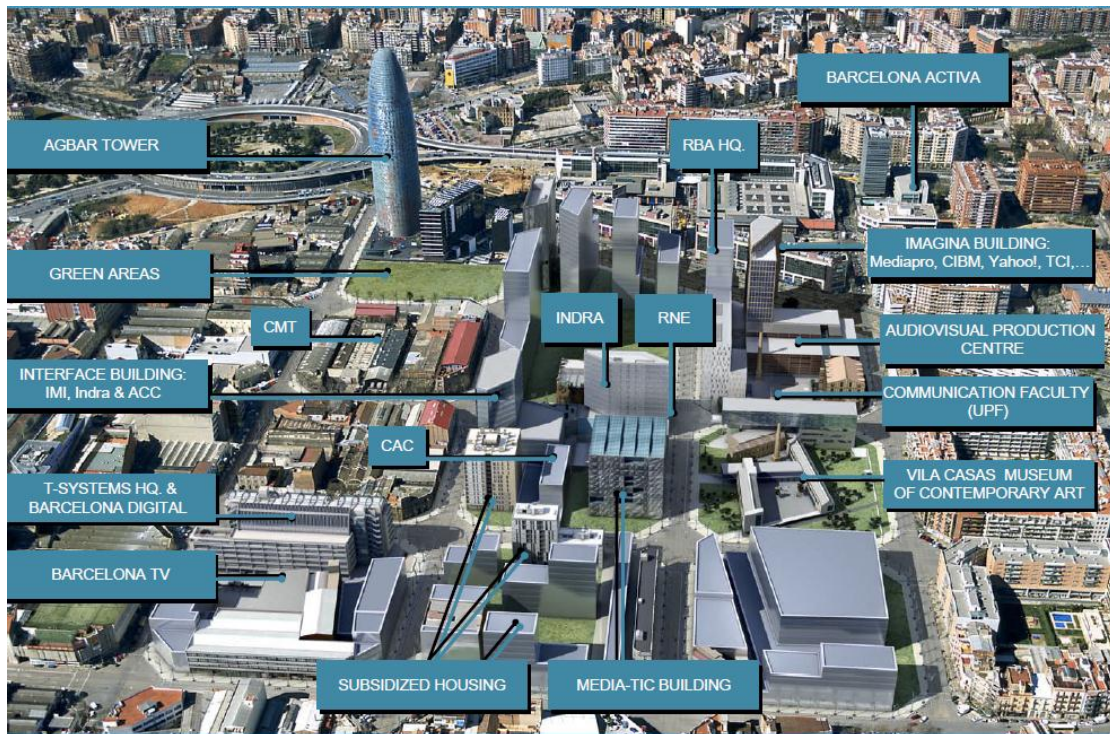 BARCELONA ACTIVA
AGBAR TOWER
RBA HQ.
IMAGINA BUILDING:
Mediapro, CIBM, Yahoo!, TCI,...
GREEN AREAS
CMT
INDRA
RNE
AUDIOVISUAL PRODUCTION
CENTRE
INTERFACE BUILDING:
IMI, Indra & ACC
COMMUNICATION FACULTY
(UPF)
CAC
T-SYSTEMS HQ. &
BARCELONA DIGITAL
VILA CASAS MUSEUM
OF CONTEMPORARY ART
BARCELONA TV
SUBSIDIZED HOUSING
MEDIA-TIC BUILDING